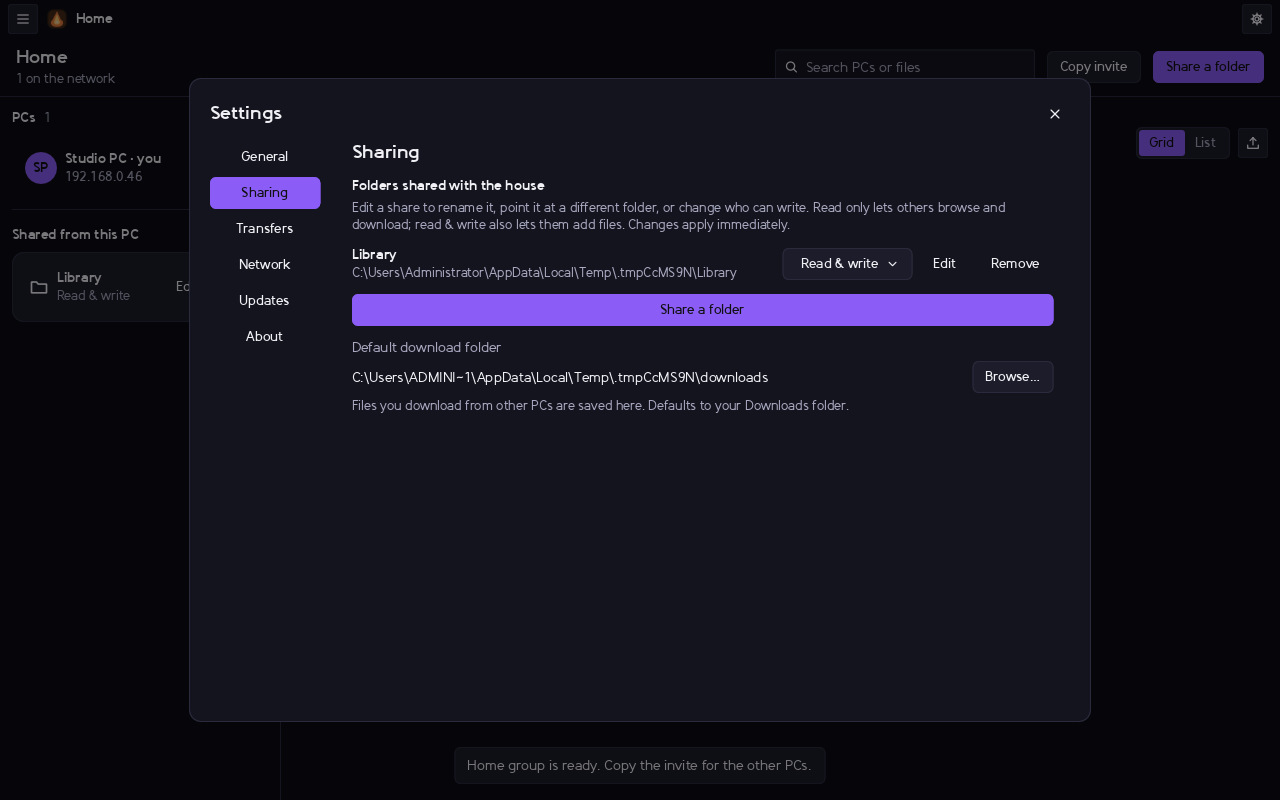 Home
Home
1 on the network
Search PCs or files
Copy invite
Share a folder
PCs 1
SP
Studio PC · you
192.168.0.46
Grid
List
Shared from this PC
Library
Read & write
Settings
General
Sharing
Transfers
Network
Updates
About
Sharing
Folders shared with the house
Edit a share to rename it, point it at a different folder, or change who can write. Read only lets others browse and
download; read & write also lets them add files. Changes apply immediately.
Library
C:\Users\Administrator\AppData\Local\Temp\.tmpCcMS9N\Library
Read & write
Edit
Remove
Share a folder
Default download folder
C:\Users\ADMINI~1\AppData\Local\Temp\.tmpCcMS9N\downloads
Browse...
Files you download from other PCs are saved here. Defaults to your Downloads folder.
Home group is ready. Copy the invite for the other PCs.